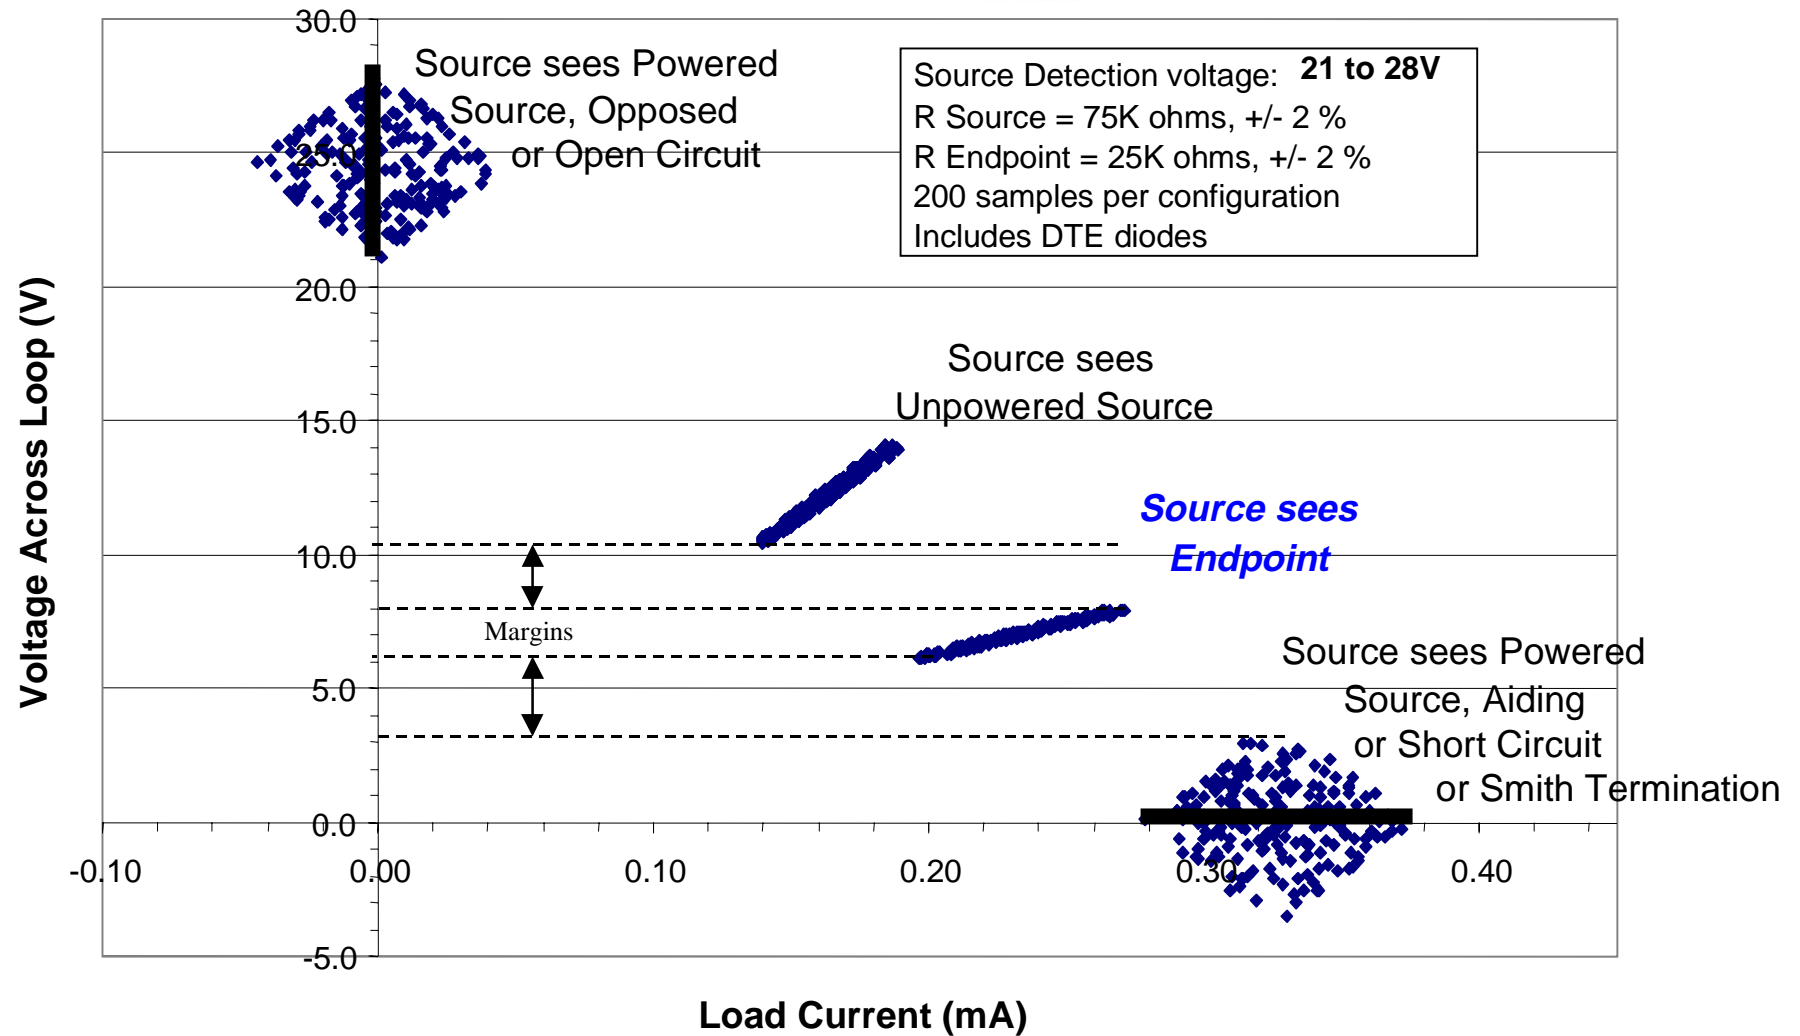 30.0
Source sees Powered
Source, Opposed
or Open Circuit
Source Detection voltage: 21 to 28V
R Source = 75K ohms, +/- 2 %
R Endpoint = 25K ohms, +/- 2 %
200 samples per configuration
Includes DTE diodes
25.0
20.0
Source sees
Unpowered Source
15.0
Source sees
Endpoint
10.0
Margins
Source sees Powered
Source, Aiding
or Short Circuit
or Smith Termination
5.0
0.0
-5.0
-0.10
0.00
0.10
0.20
0.30
0.40
Voltage Across Loop (V)
Load Current (mA)